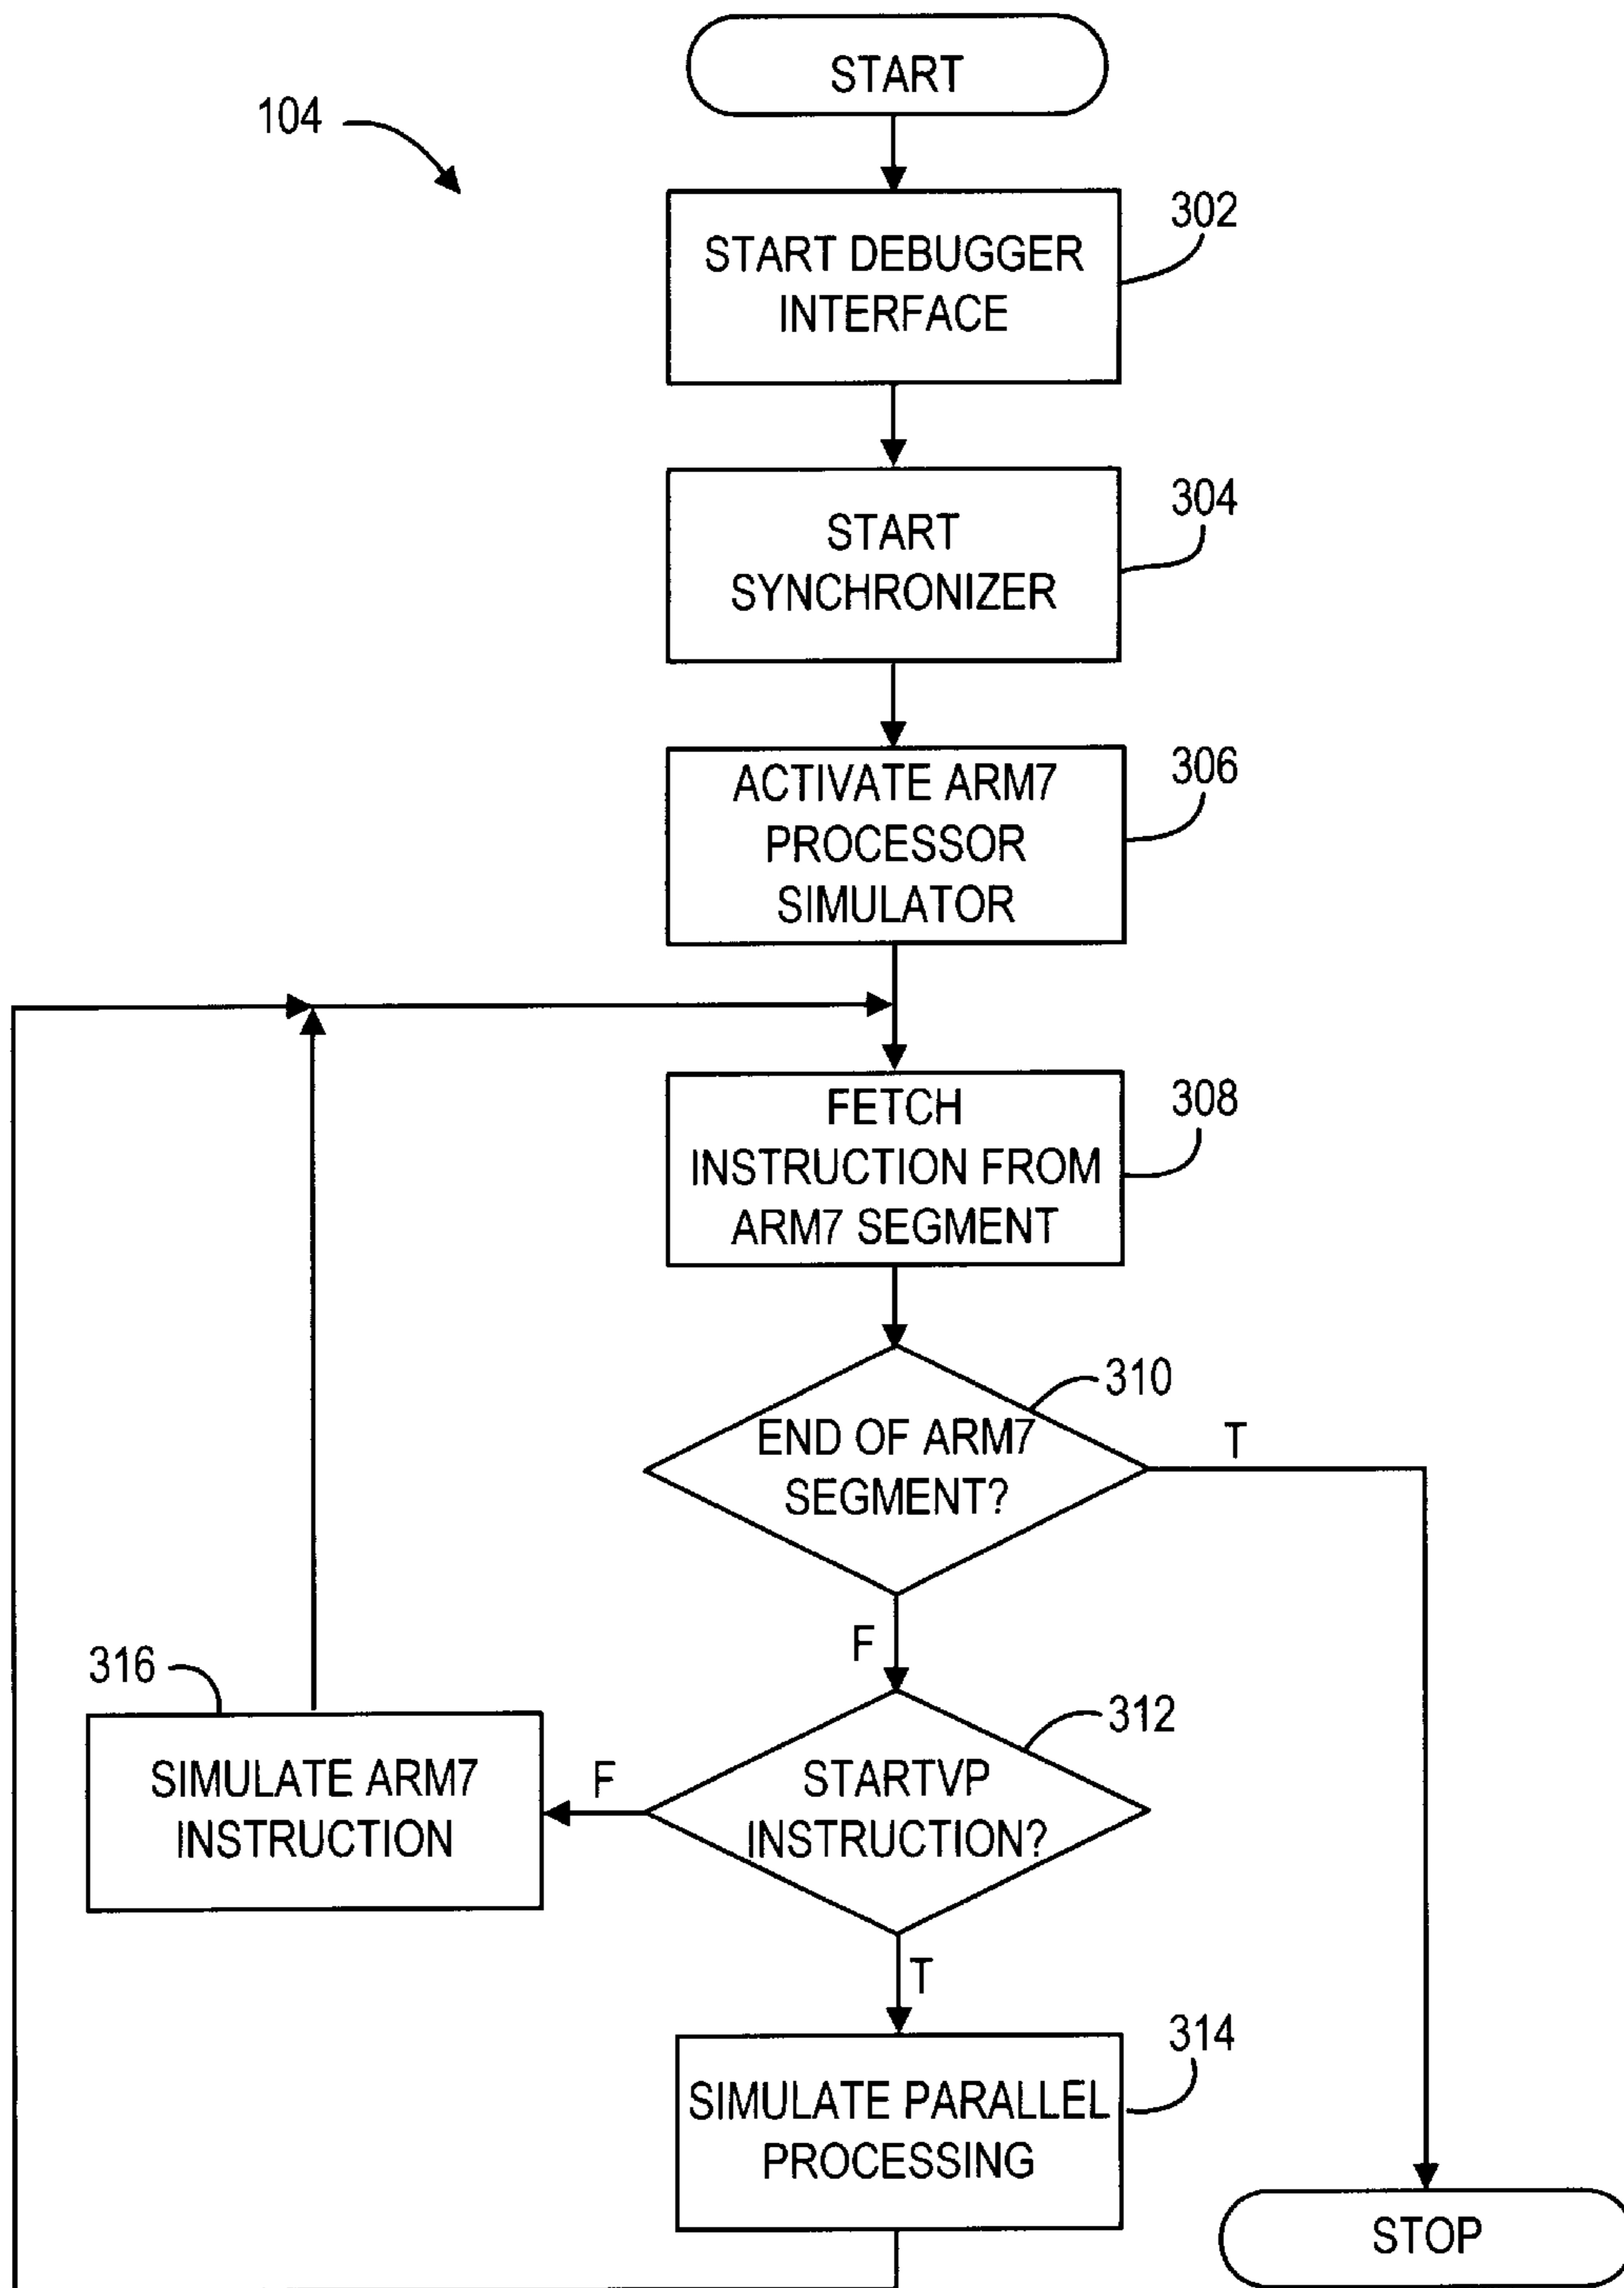 START
104
302
START DEBUGGER
INTERFACE
304
START
SYNCHRONIZER
306
ACTIVATE ARM7
PROCESSOR
SIMULATOR
308
FETCH
INSTRUCTION FROM
ARM7 SEGMENT
310
END OF ARM7
SEGMENT?
T
F
316
312
SIMULATE ARM7
INSTRUCTION
F
STARTVP
INSTRUCTION?
T
314
SIMULATE PARALLEL
PROCESSING
STOP